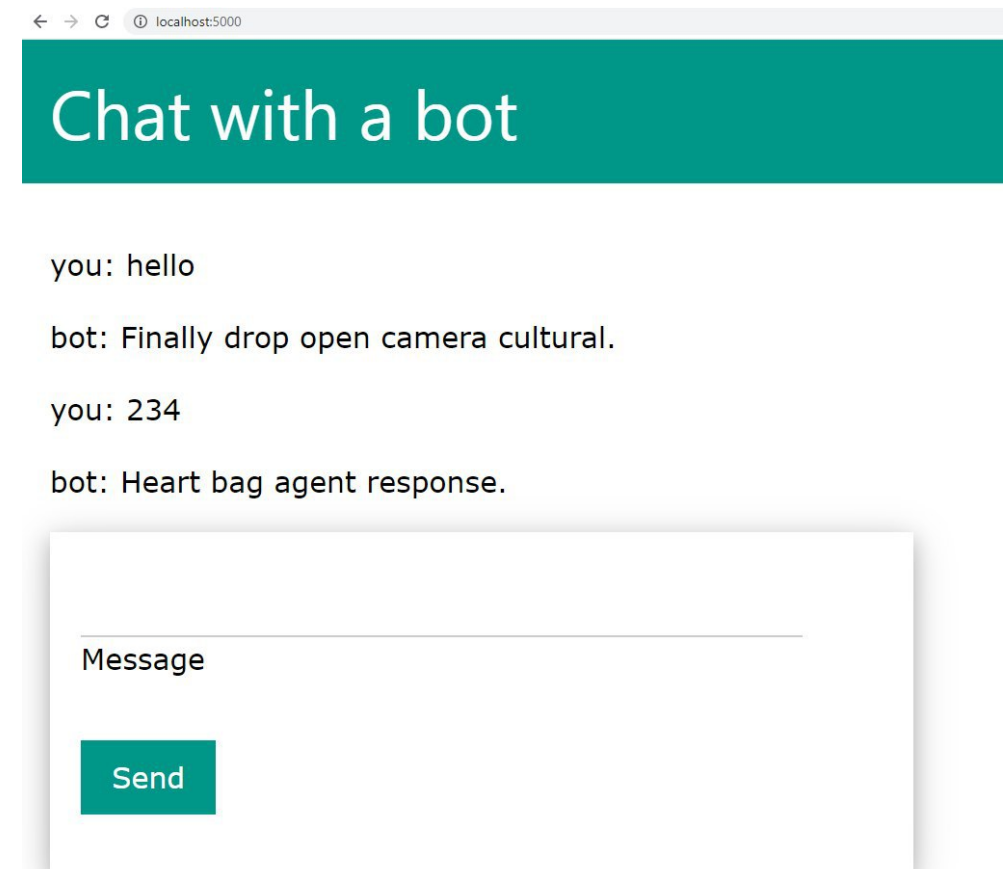 localhost:5000
Chat with a bot
you: hello
bot: Finally drop open camera cultural.
you: 234
bot: Heart bag agent response.
Message
Send